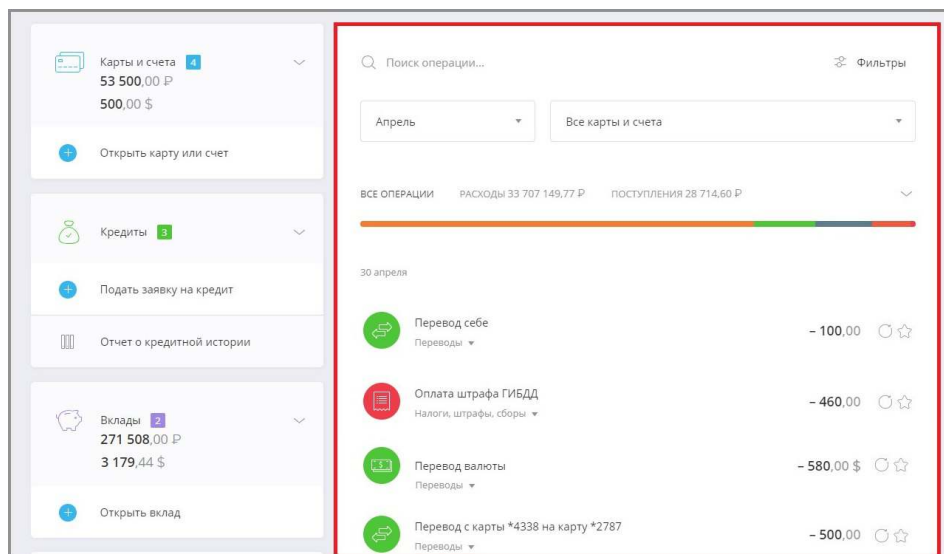 Карты и счета 4
53 500,00 ₽
500,00 $
Открыть карту или счет
Кредиты 3
Подать заявку на кредит
Отчет о кредитной истории
Вклады 2
271 508,00 ₽
3 179,44 $
Открыть вклад
Поиск операции...
Фильтры
Апрель
Все карты и счета
ВСЕ ОПЕРАЦИИ РАСХОДЫ 33 707 149,77 ₽ ПОСТУПЛЕНИЯ 28 714,60 ₽
30 апреля
Перевод себе
– 100,00
Переводы
Оплата штрафа ГИБДД
– 460,00
Налоги, штрафы, сборы
Перевод валюты
– 580,00 $
Переводы
Перевод с карты *4338 на карту *2787
– 500,00
Переводы